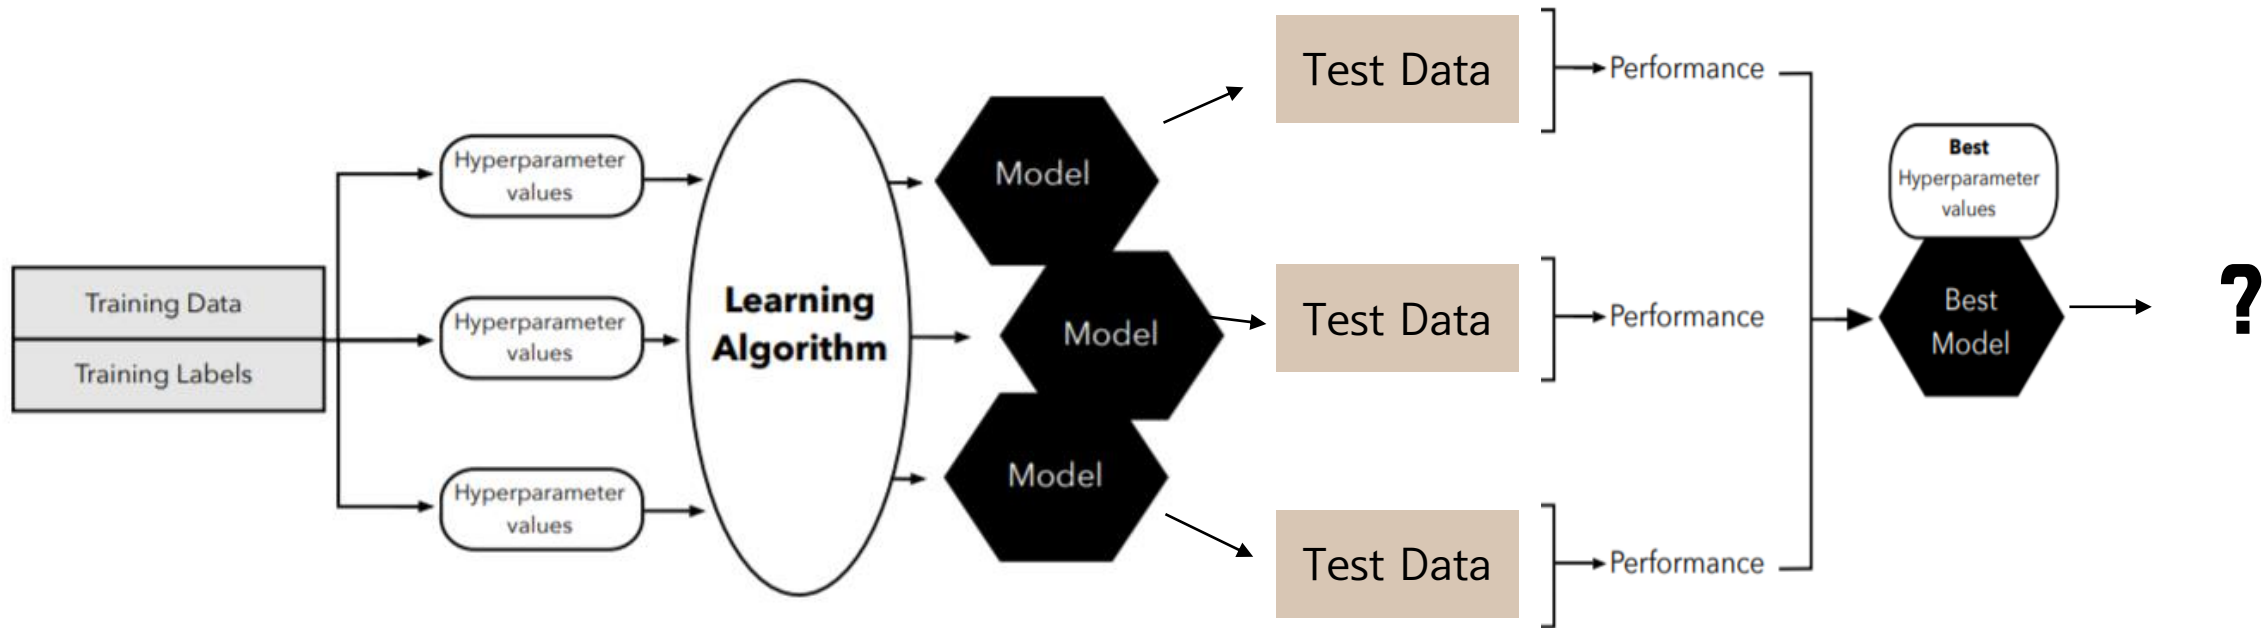 Training Data
Training Labels
Hyperparameter
values
Hyperparameter
values
Hyperparameter
values
Learning
Algorithm
Model
Model
Model
Test Data
Test Data
Test Data
Performance
Performance
Performance
Best
Hyperparameter
values
Best
Model
?